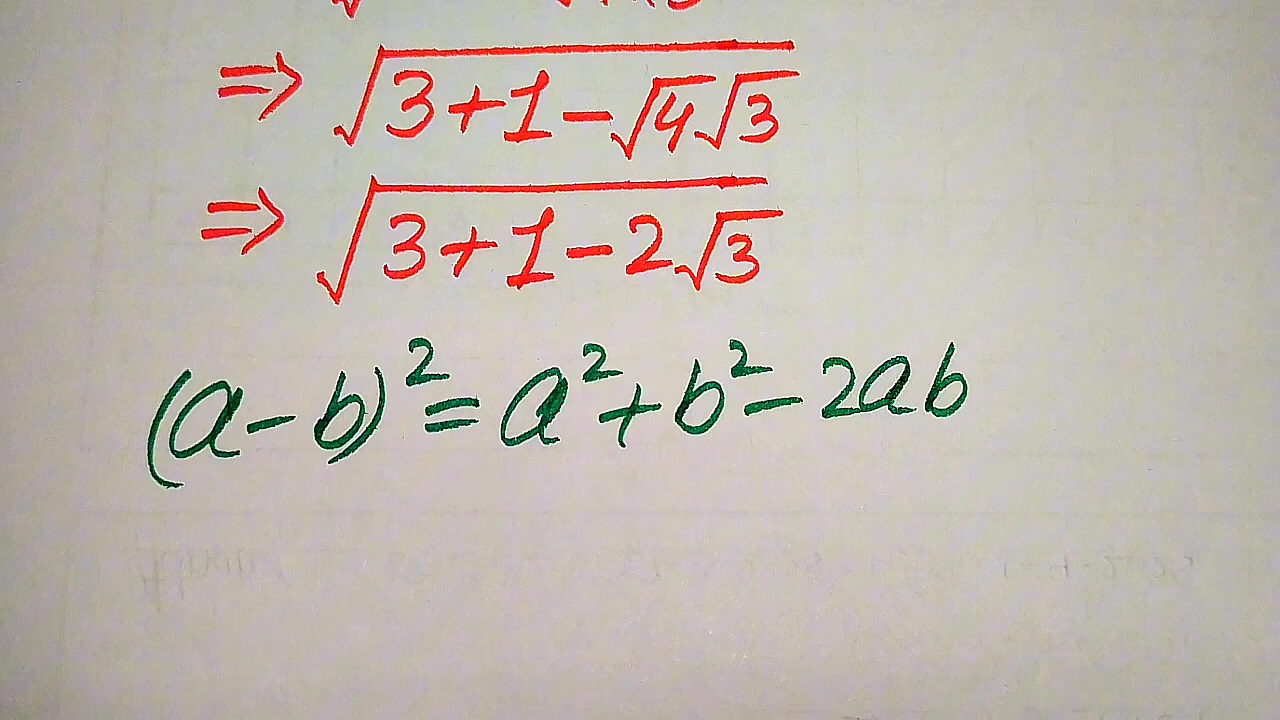 ⇒ √(3+1−√4√3)
⇒ √(3+1−2√3)
(a−b)²=a²+b²−2ab